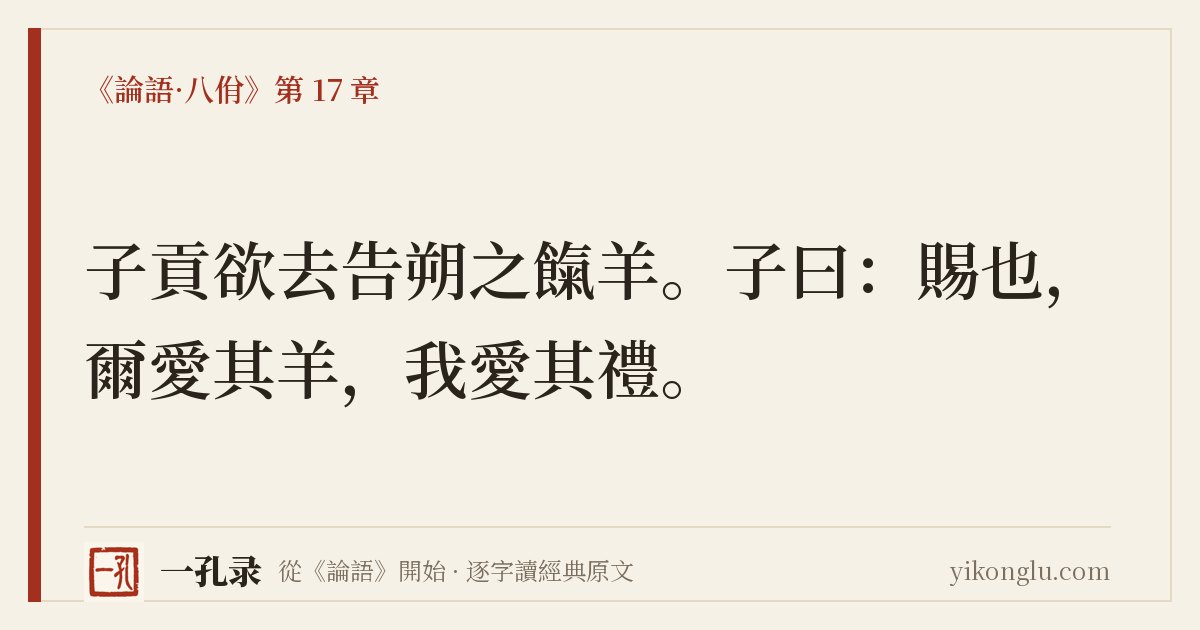 《論語·八佾》第 17 章
子貢欲去告朔之餼羊。子曰：賜也，
爾愛其羊，我愛其禮。
一孔
一孔录
從《論語》開始 · 逐字讀經典原文
yikonglu.com